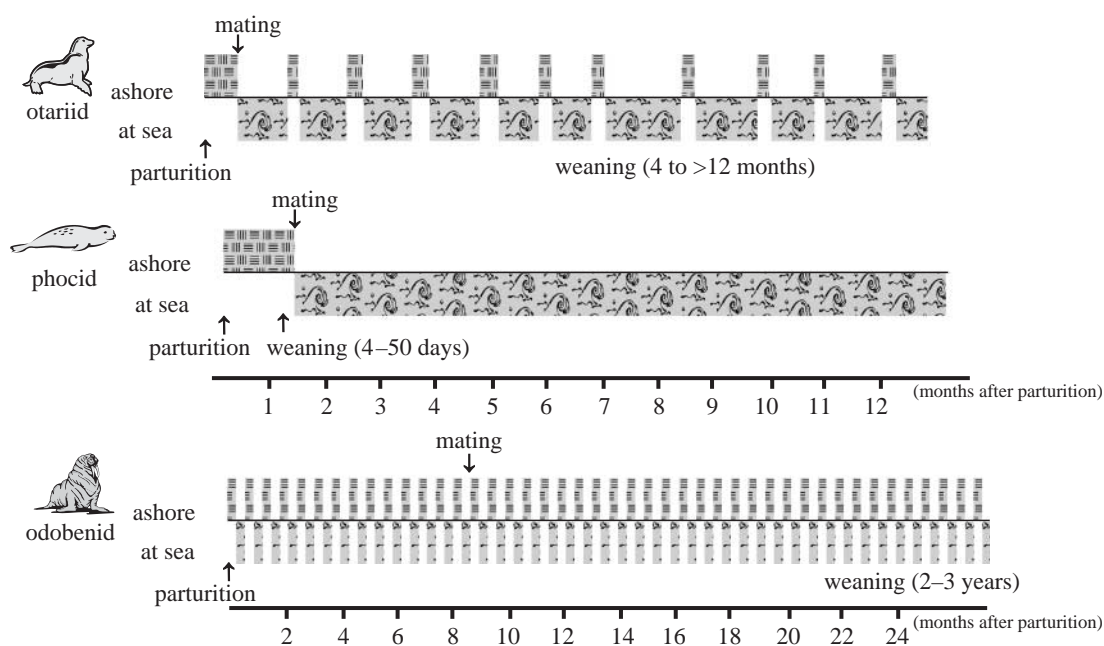 mating
ashore
otariid
at sea
parturition
weaning (4 to >12 months)
mating
ashore
phocid
at sea
parturition weaning (4–50 days)
1 2 3 4 5 6 7 8 9 10 11 12 (months after parturition)
mating
ashore
odobenid
at sea
weaning (2–3 years)
parturition
2 4 6 8 10 12 14 16 18 20 22 24 (months after parturition)